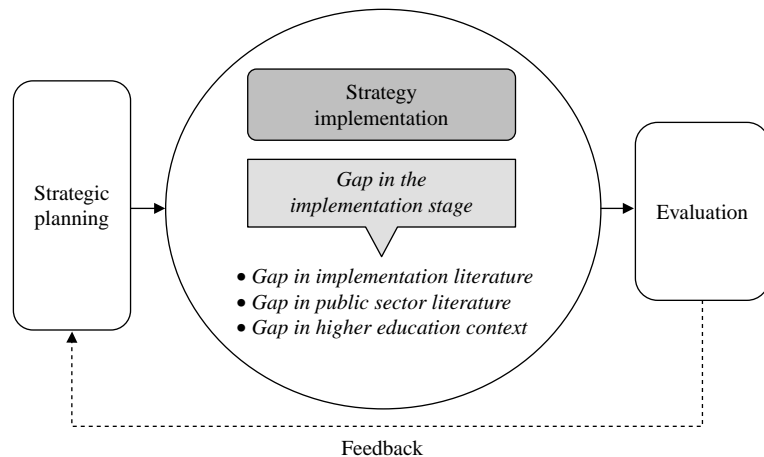 Strategic
planning
Strategy
implementation
Gap in the
implementation stage
• Gap in implementation literature
• Gap in public sector literature
• Gap in higher education context
Evaluation
Feedback